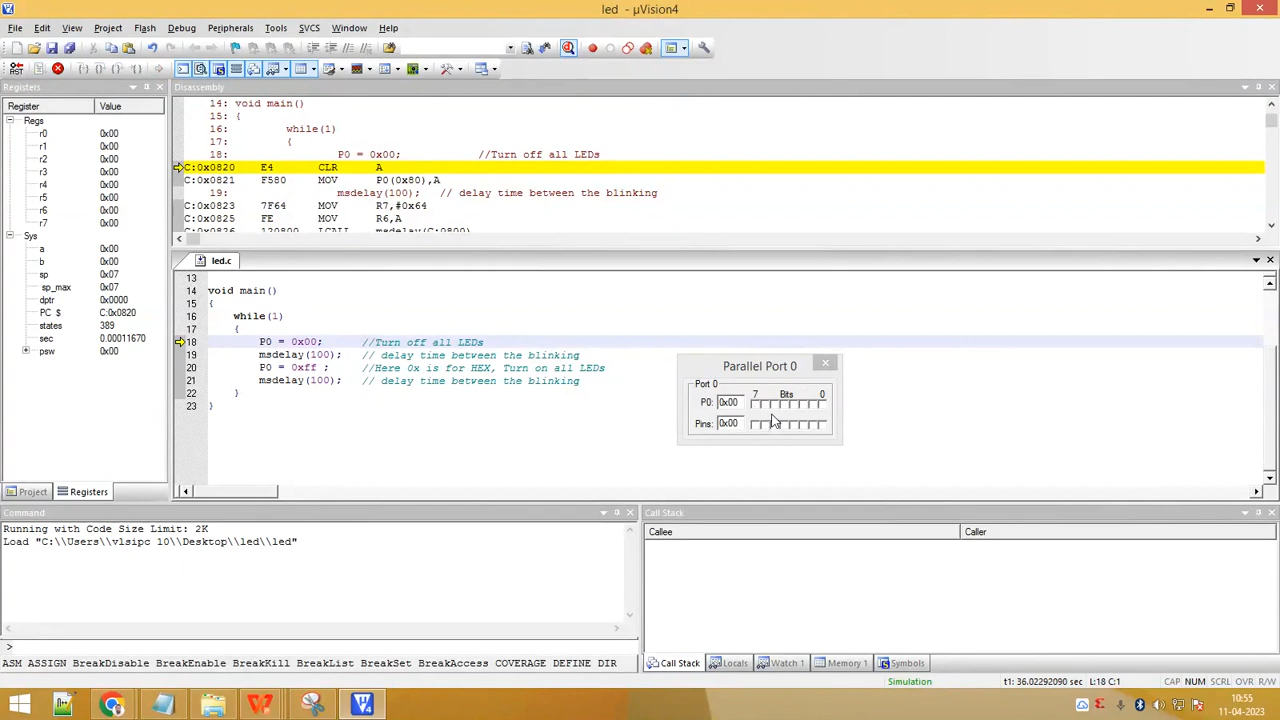 led - µVision4
File Edit View Project Flash Debug Peripherals Tools SVCS Window Help
Registers
Register Value
Regs
r0 0x00
r1 0x00
r2 0x00
r3 0x00
r4 0x00
r5 0x00
r6 0x00
r7 0x00
Sys
a 0x00
b 0x00
sp 0x07
sp_max 0x07
dptr 0x0000
PC $ C:0x0820
states 389
sec 0.00011670
psw 0x00
Project Registers
Disassembly
14: void main()
15: {
16: while(1)
17: {
18: P0 = 0x00; //Turn off all LEDs
C:0x0820 E4 CLR A
C:0x0821 F580 MOV P0(0x80),A
19: msdelay(100); // delay time between the blinking
C:0x0823 7F64 MOV R7,#0x64
C:0x0825 FE MOV R6,A
C:0x0826 120800 LCALL msdelay(C:0800)
led.c
13
14 void main()
15 {
16 while(1)
17 {
18 P0 = 0x00; //Turn off all LEDs
19 msdelay(100); // delay time between the blinking
20 P0 = 0xff ; //Here 0x is for HEX, Turn on all LEDs
21 msdelay(100); // delay time between the blinking
22 }
23 }
Parallel Port 0
Port 0
7 Bits 0
P0: 0x00
Pins: 0x00
Command
Running with Code Size Limit: 2K
Load "C:\\Users\\vlsipc 10\\Desktop\\led\\led"
>
ASM ASSIGN BreakDisable BreakEnable BreakKill BreakList BreakSet BreakAccess COVERAGE DEFINE DIR
Call Stack
Callee Caller
Call Stack Locals Watch 1 Memory 1 Symbols
Simulation t1: 36.02292090 sec L:18 C:1 CAP NUM SCRL OVR R/W
10:55
11-04-2023